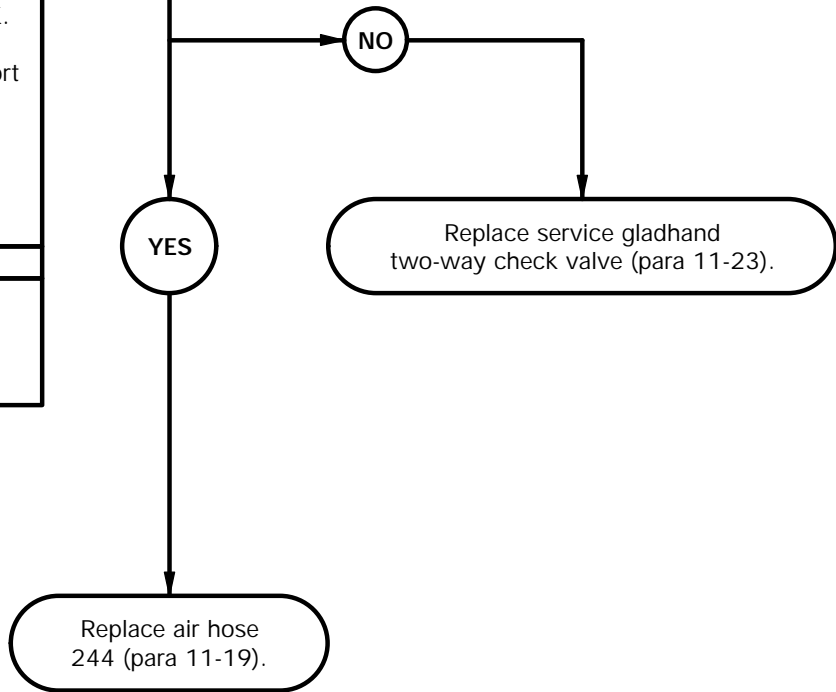 NO
ort
YES
Replace service gladhand
two-way check valve (para 11-23).
Replace air hose
244 (para 11-19).